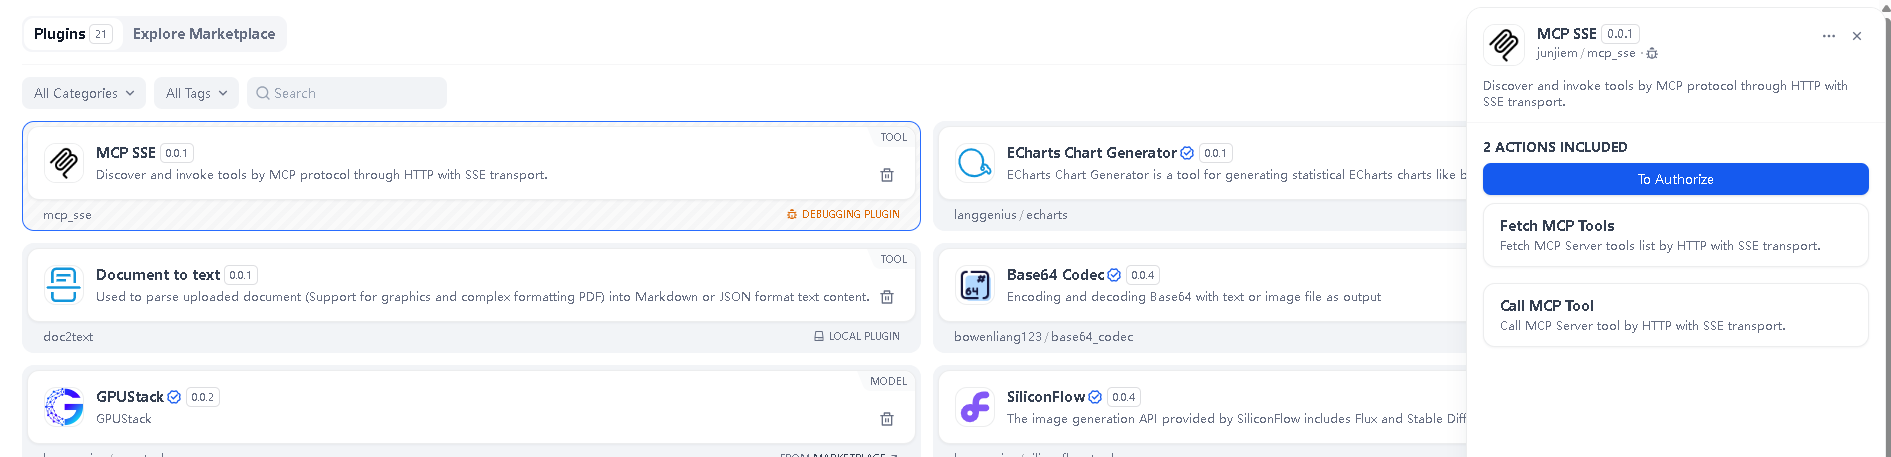 Plugins 21 Explore Marketplace
All Categories All Tags Search
TOOL
MCP SSE 0.0.1
Discover and invoke tools by MCP protocol through HTTP with SSE transport.
mcp_sse DEBUGGING PLUGIN
ECharts Chart Generator 0.0.1
ECharts Chart Generator is a tool for generating statistical ECharts charts like b
langgenius / echarts
TOOL
Document to text 0.0.1
Used to parse uploaded document (Support for graphics and complex formatting PDF) into Markdown or JSON format text content.
doc2text LOCAL PLUGIN
# 64
Base64 Codec 0.0.4
Encoding and decoding Base64 with text or image file as output
bowenliang123 / base64_codec
MODEL
GPUStack 0.0.2
GPUStack
FROM MARKETPLACE
SiliconFlow 0.0.4
The image generation API provided by SiliconFlow includes Flux and Stable Diff
MCP SSE 0.0.1
junjiem / mcp_sse ·
Discover and invoke tools by MCP protocol through HTTP with
SSE transport.
2 ACTIONS INCLUDED
To Authorize
Fetch MCP Tools
Fetch MCP Server tools list by HTTP with SSE transport.
Call MCP Tool
Call MCP Server tool by HTTP with SSE transport.